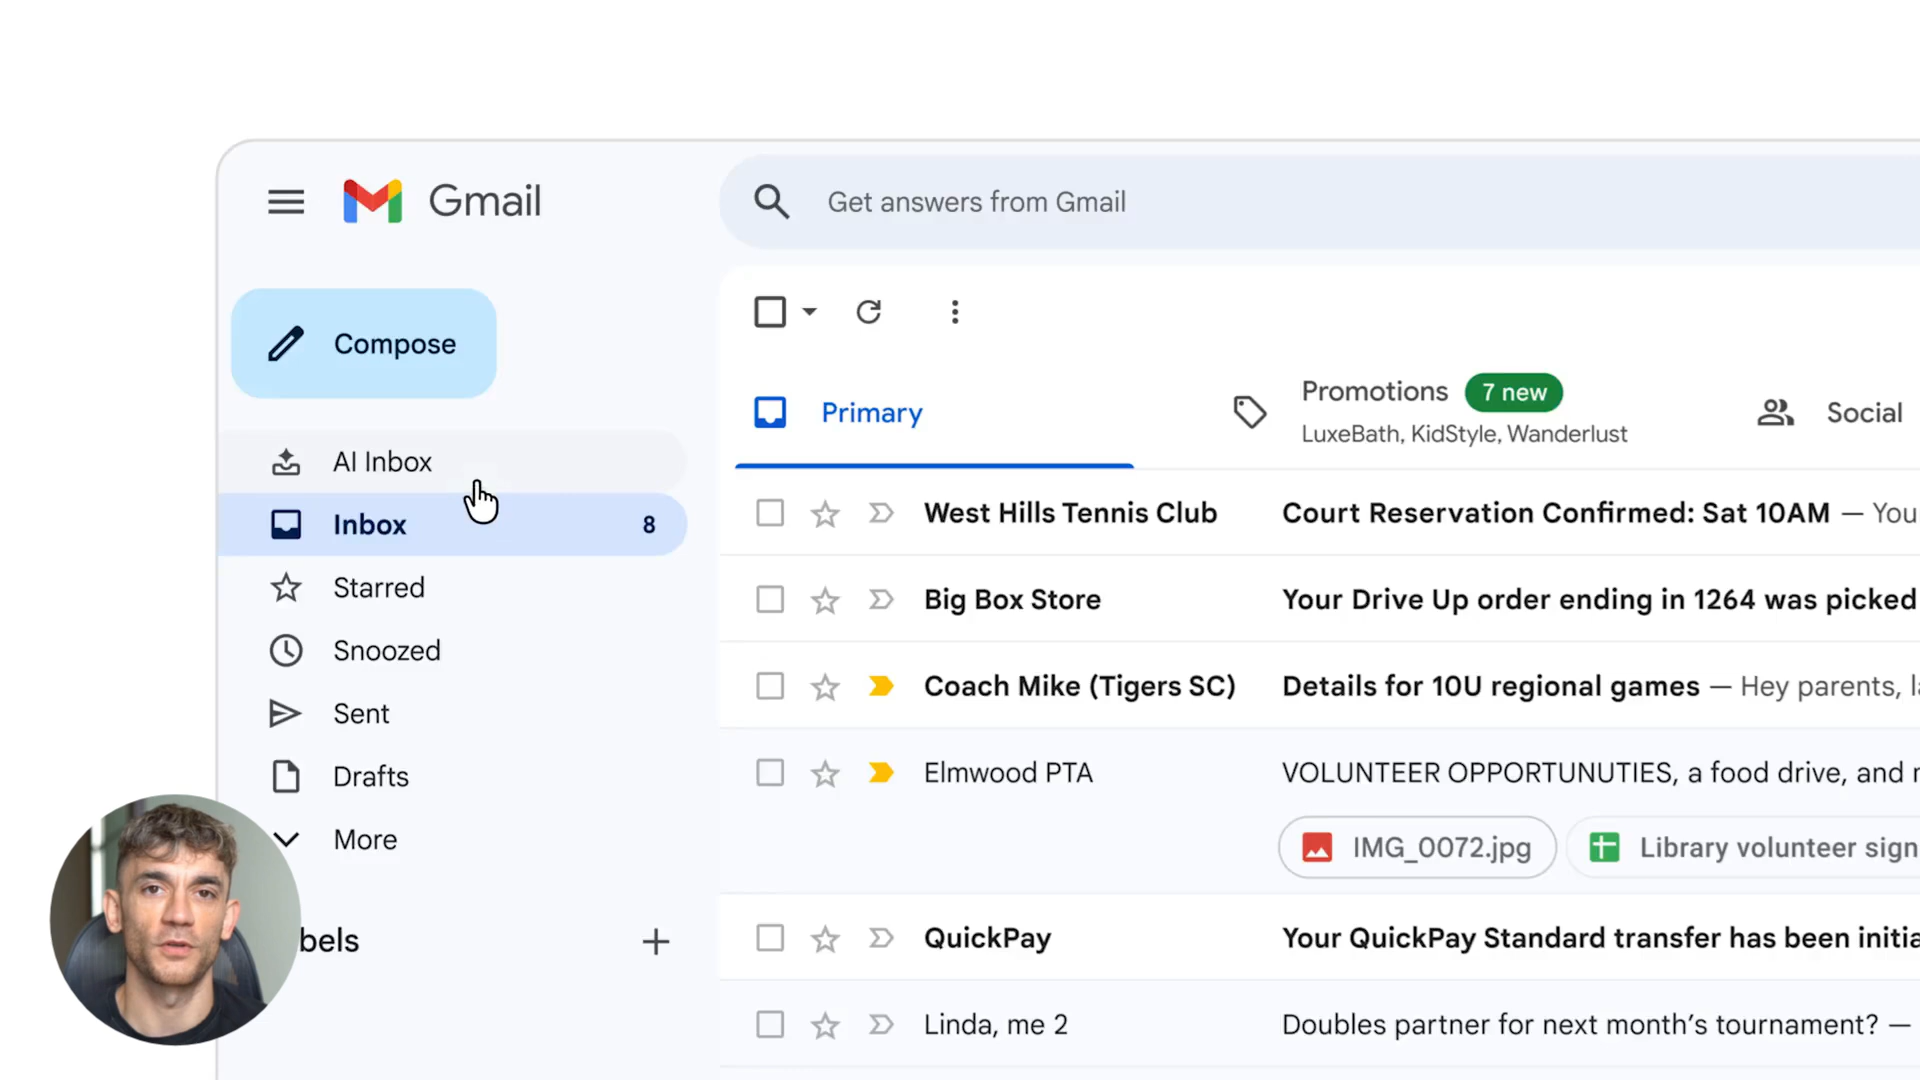 Gmail
Get answers from Gmail
Compose
AI Inbox
Inbox 8
Starred
Snoozed
Sent
Drafts
More
bels
Primary
Promotions 7 new
LuxeBath, KidStyle, Wanderlust
Social
West Hills Tennis Club Court Reservation Confirmed: Sat 10AM — You
Big Box Store Your Drive Up order ending in 1264 was picked
Coach Mike (Tigers SC) Details for 10U regional games — Hey parents, la
Elmwood PTA VOLUNTEER OPPORTUNUTIES, a food drive, and
IMG_0072.jpg Library volunteer sign
QuickPay Your QuickPay Standard transfer has been initia
Linda, me 2 Doubles partner for next month's tournament? —